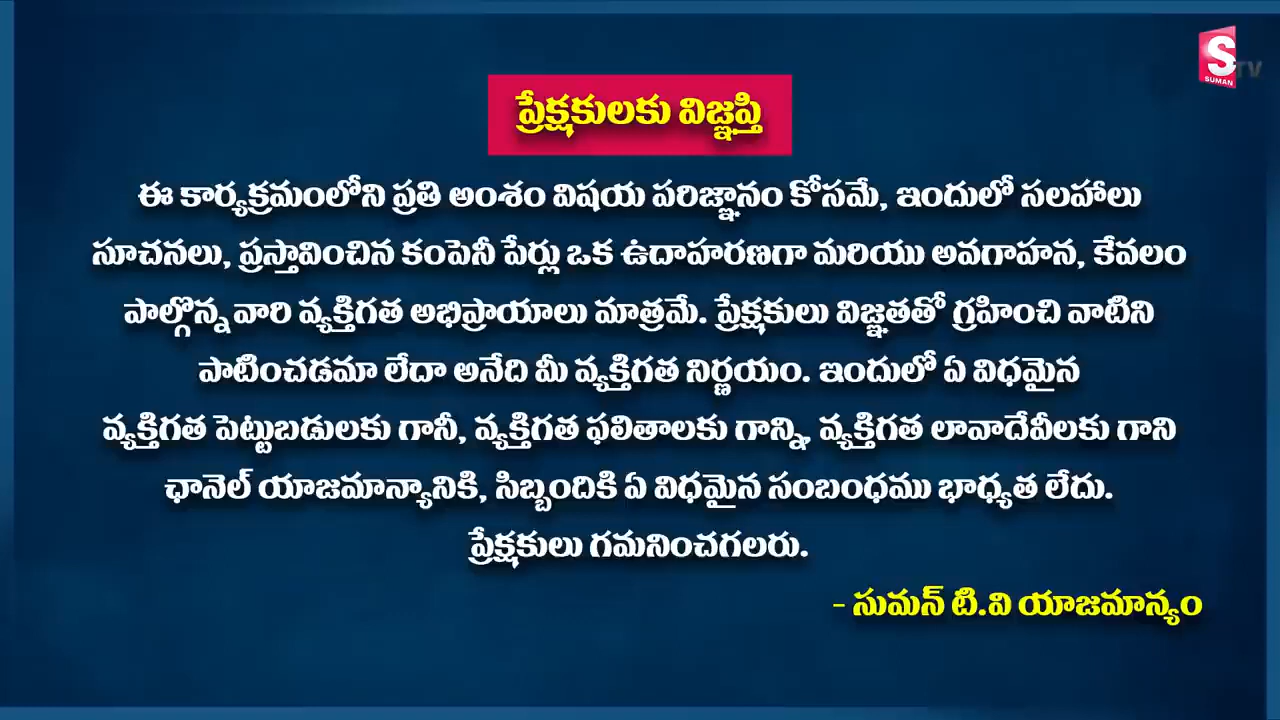 S
SUMAN
TV
ప్రేక్షకులకు విజ్ఞప్తి
ఈ కార్యక్రమంలోని ప్రతి అంశం విషయ పరిజ్ఞానం కోసమే, ఇందులో సలహాలు
సూచనలు, ప్రస్తావించిన కంపెనీ పేర్లు ఒక ఉదాహరణగా మరియు అవగాహన, కేవలం
పాల్గొన్న వారి వ్యక్తిగత అభిప్రాయాలు మాత్రమే. ప్రేక్షకులు విజ్ఞతతో గ్రహించి వాటిని
పాటించడమా లేదా అనేది మీ వ్యక్తిగత నిర్ణయం. ఇందులో ఏ విధమైన
వ్యక్తిగత పెట్టుబడులకు గానీ, వ్యక్తిగత ఫలితాలకు గాన్ని, వ్యక్తిగత లావాదేవీలకు గాని
ఛానెల్ యాజమాన్యానికి, సిబ్బందికి ఏ విధమైన సంబంధము భాధ్యత లేదు.
ప్రేక్షకులు గమనించగలరు.
- సుమన్ టి.వి యాజమాన్యం